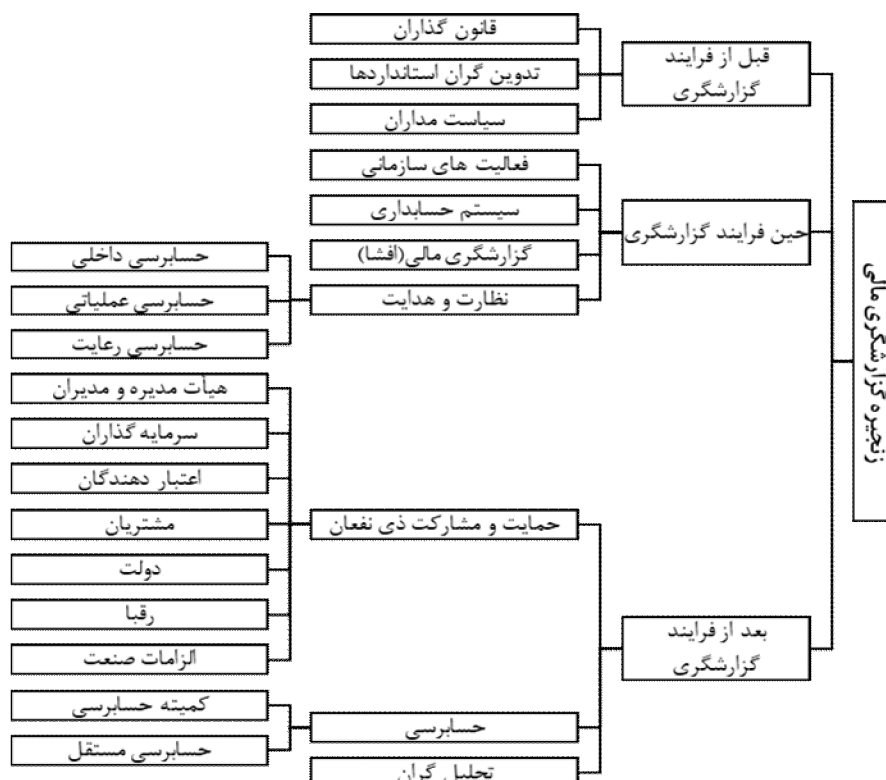 زنجیره گزارشگری مالی
قبل از فرایند
گزارشگری
قانون گذاران
تدوین گران استانداردها
سیاست مداران
حین فرایند گزارشگری
فعالیت های سازمانی
سیستم حسابداری
گزارشگری مالی(افشا)
نظارت و هدایت
حسابرسی داخلی
حسابرسی عملیاتی
حسابرسی رعایت
بعد از فرایند
گزارشگری
حمایت و مشارکت ذی نفعان
هیأت مدیره و مدیران
سرمایه گذاران
اعتبار دهندگان
مشتریان
دولت
رقبا
الزامات صنعت
حسابرسی
کمیته حسابرسی
حسابرسی مستقل
تحلیل گران